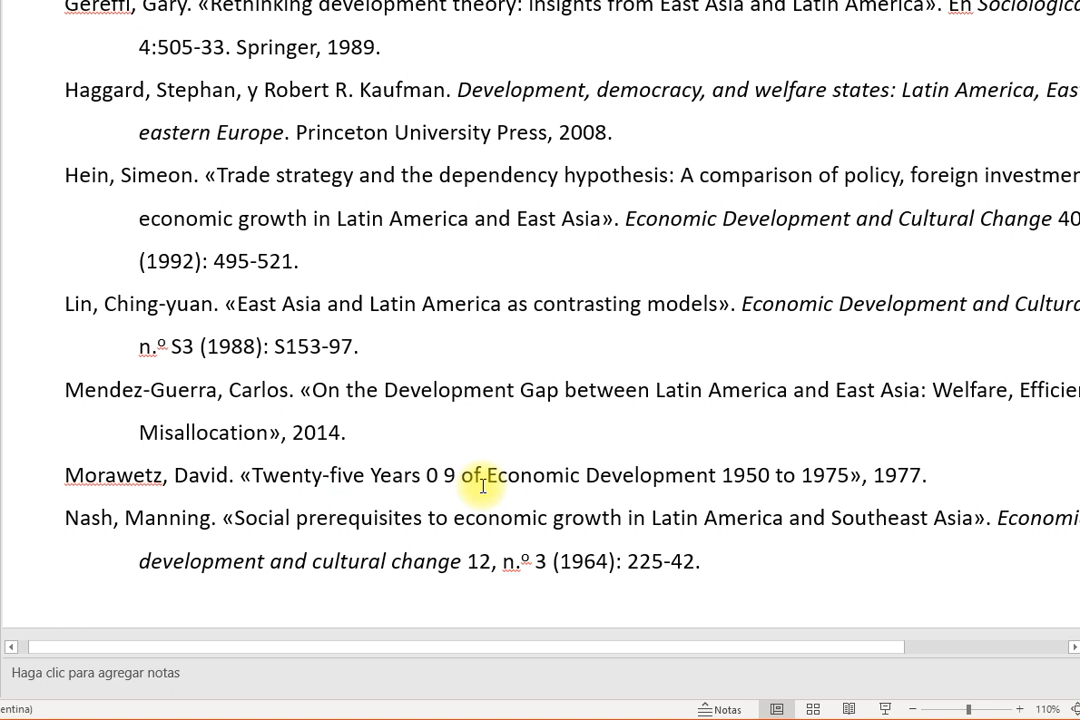 Gereffi, Gary. «Rethinking development theory: Insights from East Asia and Latin America». En Sociologica
4:505-33. Springer, 1989.
Haggard, Stephan, y Robert R. Kaufman. Development, democracy, and welfare states: Latin America, Eas
eastern Europe. Princeton University Press, 2008.
Hein, Simeon. «Trade strategy and the dependency hypothesis: A comparison of policy, foreign investmen
economic growth in Latin America and East Asia». Economic Development and Cultural Change 40
(1992): 495-521.
Lin, Ching-yuan. «East Asia and Latin America as contrasting models». Economic Development and Cultura
n.º S3 (1988): S153-97.
Mendez-Guerra, Carlos. «On the Development Gap between Latin America and East Asia: Welfare, Efficien
Misallocation», 2014.
Morawetz, David. «Twenty-five Years 0 9 of Economic Development 1950 to 1975», 1977.
Nash, Manning. «Social prerequisites to economic growth in Latin America and Southeast Asia». Economi
development and cultural change 12, n.º 3 (1964): 225-42.
Haga clic para agregar notas
entina)
Notas
110%